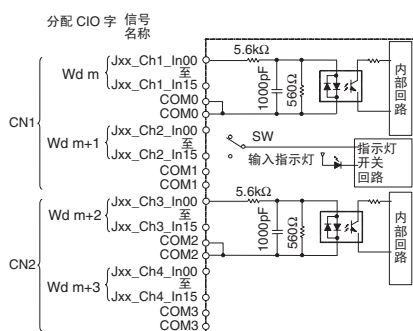 分配 CIO 字 信号
名称
CN1
Wd m
Jxx_Ch1_In00
至
Jxx_Ch1_In15
COM0
COM0
Wd m+1
Jxx_Ch2_In00
至
Jxx_Ch2_In15
COM1
COM1
5.6kΩ
1000pF
560Ω
内部回路
SW
输入指示灯
指示灯
开关
回路
CN2
Wd m+2
Jxx_Ch3_In00
至
Jxx_Ch3_In15
COM2
COM2
Wd m+3
Jxx_Ch4_In00
至
Jxx_Ch4_In15
COM3
COM3
5.6kΩ
1000pF
560Ω
内部回路